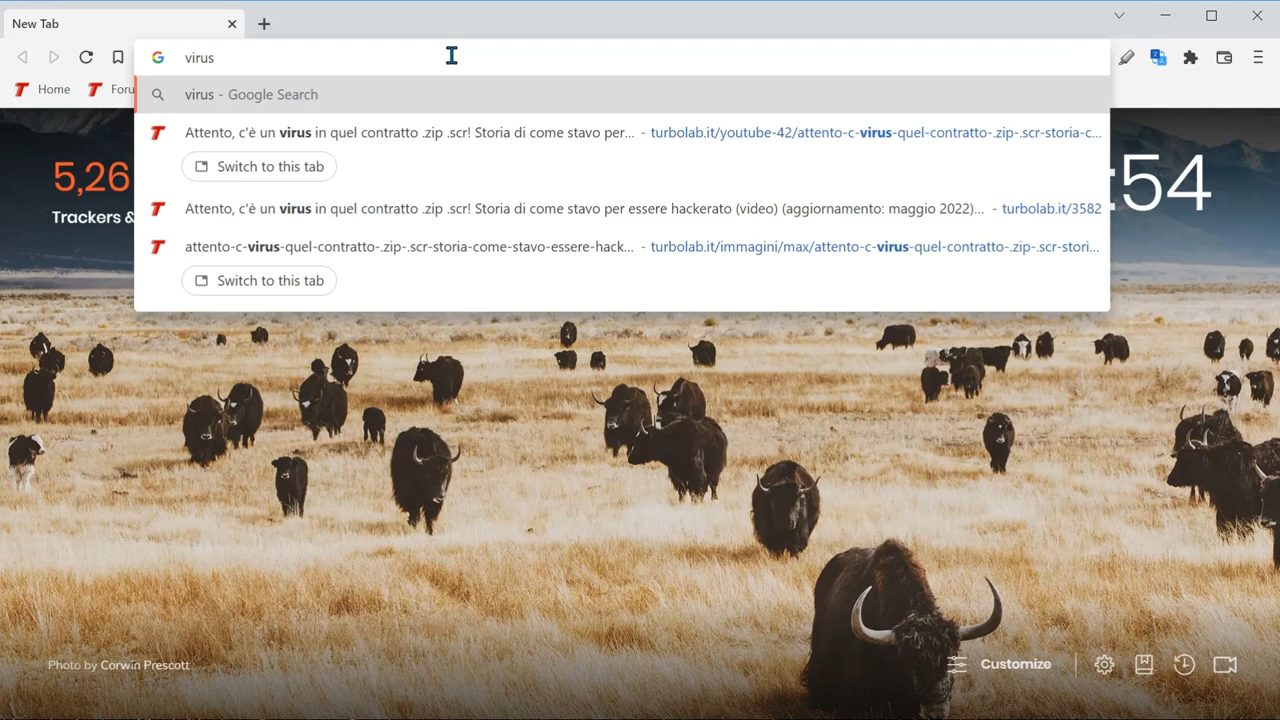 New Tab
virus
Home
Foru
virus - Google Search
Attento, c'è un virus in quel contratto .zip .scr! Storia di come stavo per... - turbolab.it/youtube-42/attento-c-virus-quel-contratto-.zip-.scr-storia-c...
Switch to this tab
Attento, c'è un virus in quel contratto .zip .scr! Storia di come stavo per essere hackerato (video) (aggiornamento: maggio 2022)... - turbolab.it/3582
attento-c-virus-quel-contratto-.zip-.scr-storia-come-stavo-essere-hack... - turbolab.it/immagini/max/attento-c-virus-quel-contratto-.zip-.scr-stori...
Switch to this tab
5,26
:54
Trackers &
Photo by Corwin Prescott
Customize